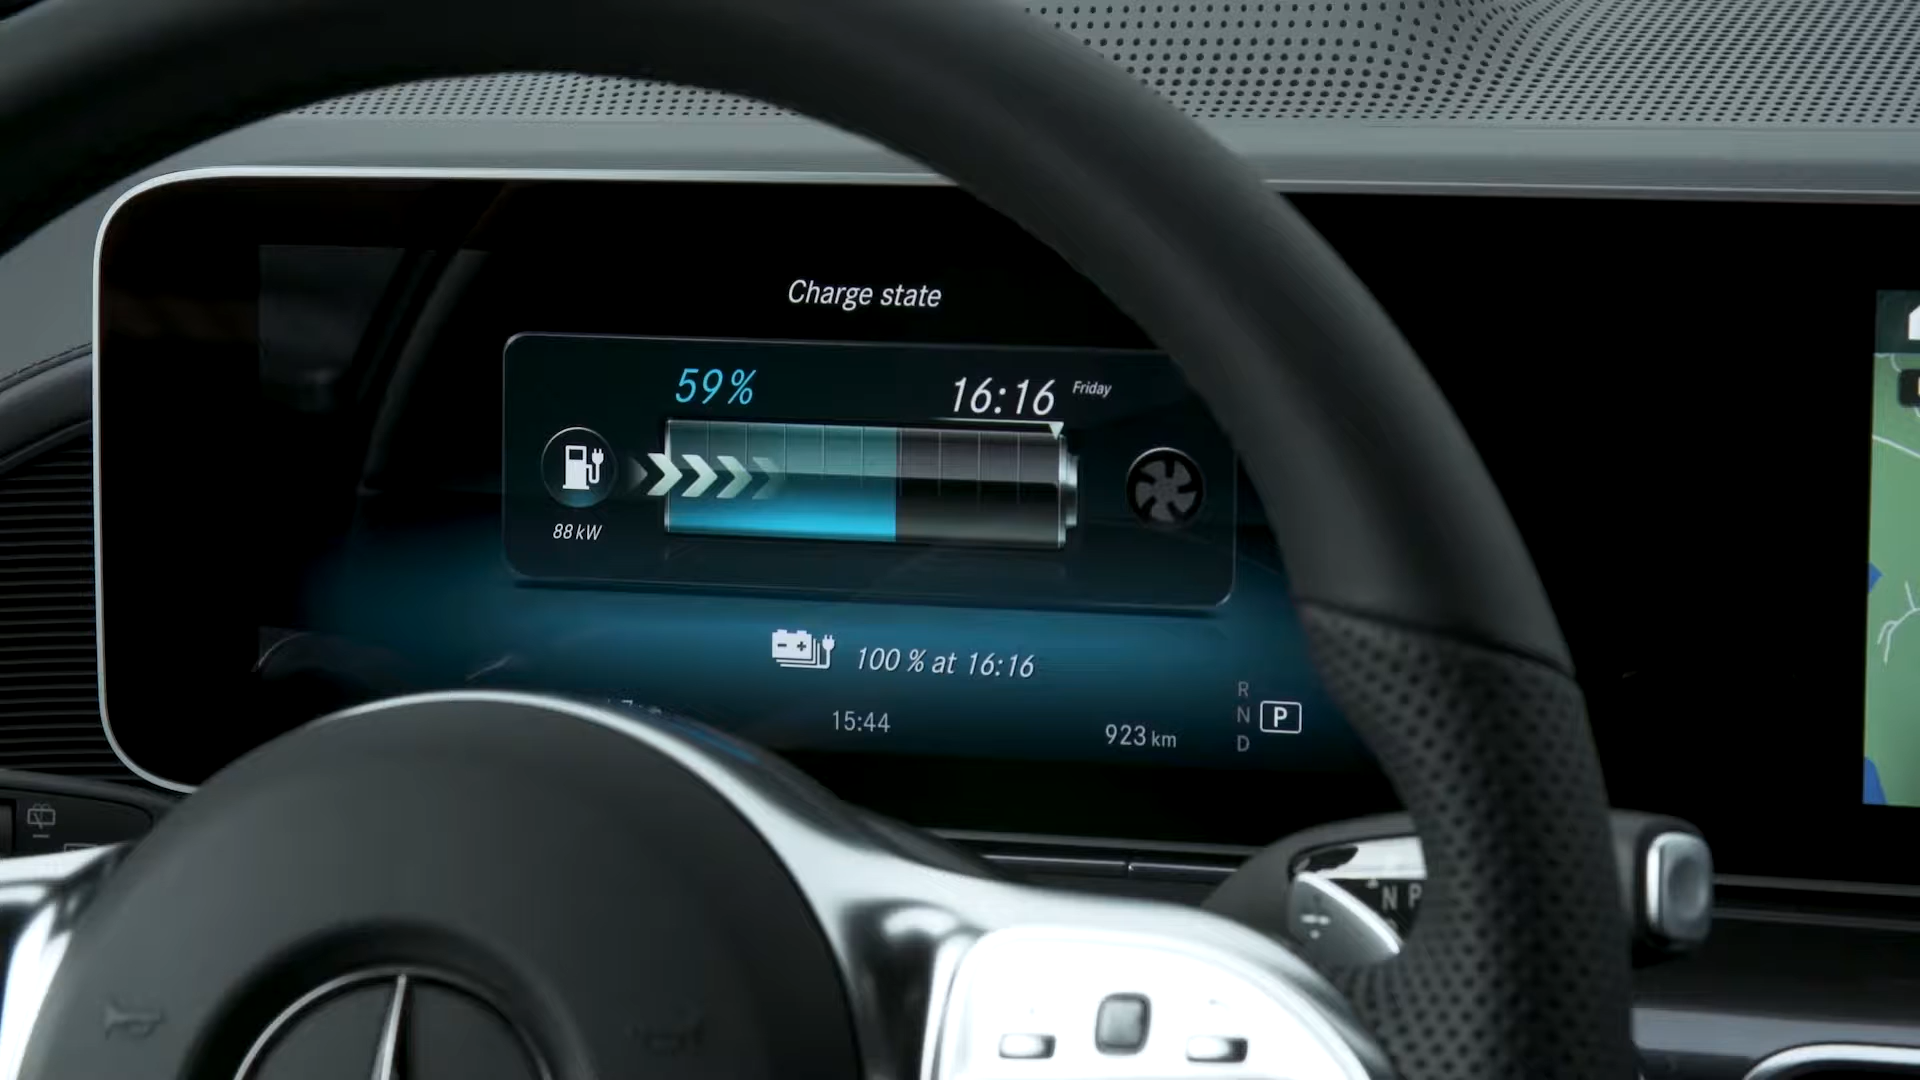 Charge state
59%
16:16 Friday
88 kW
100 % at 16:16
15:44
923 km
R
N P
D
N P